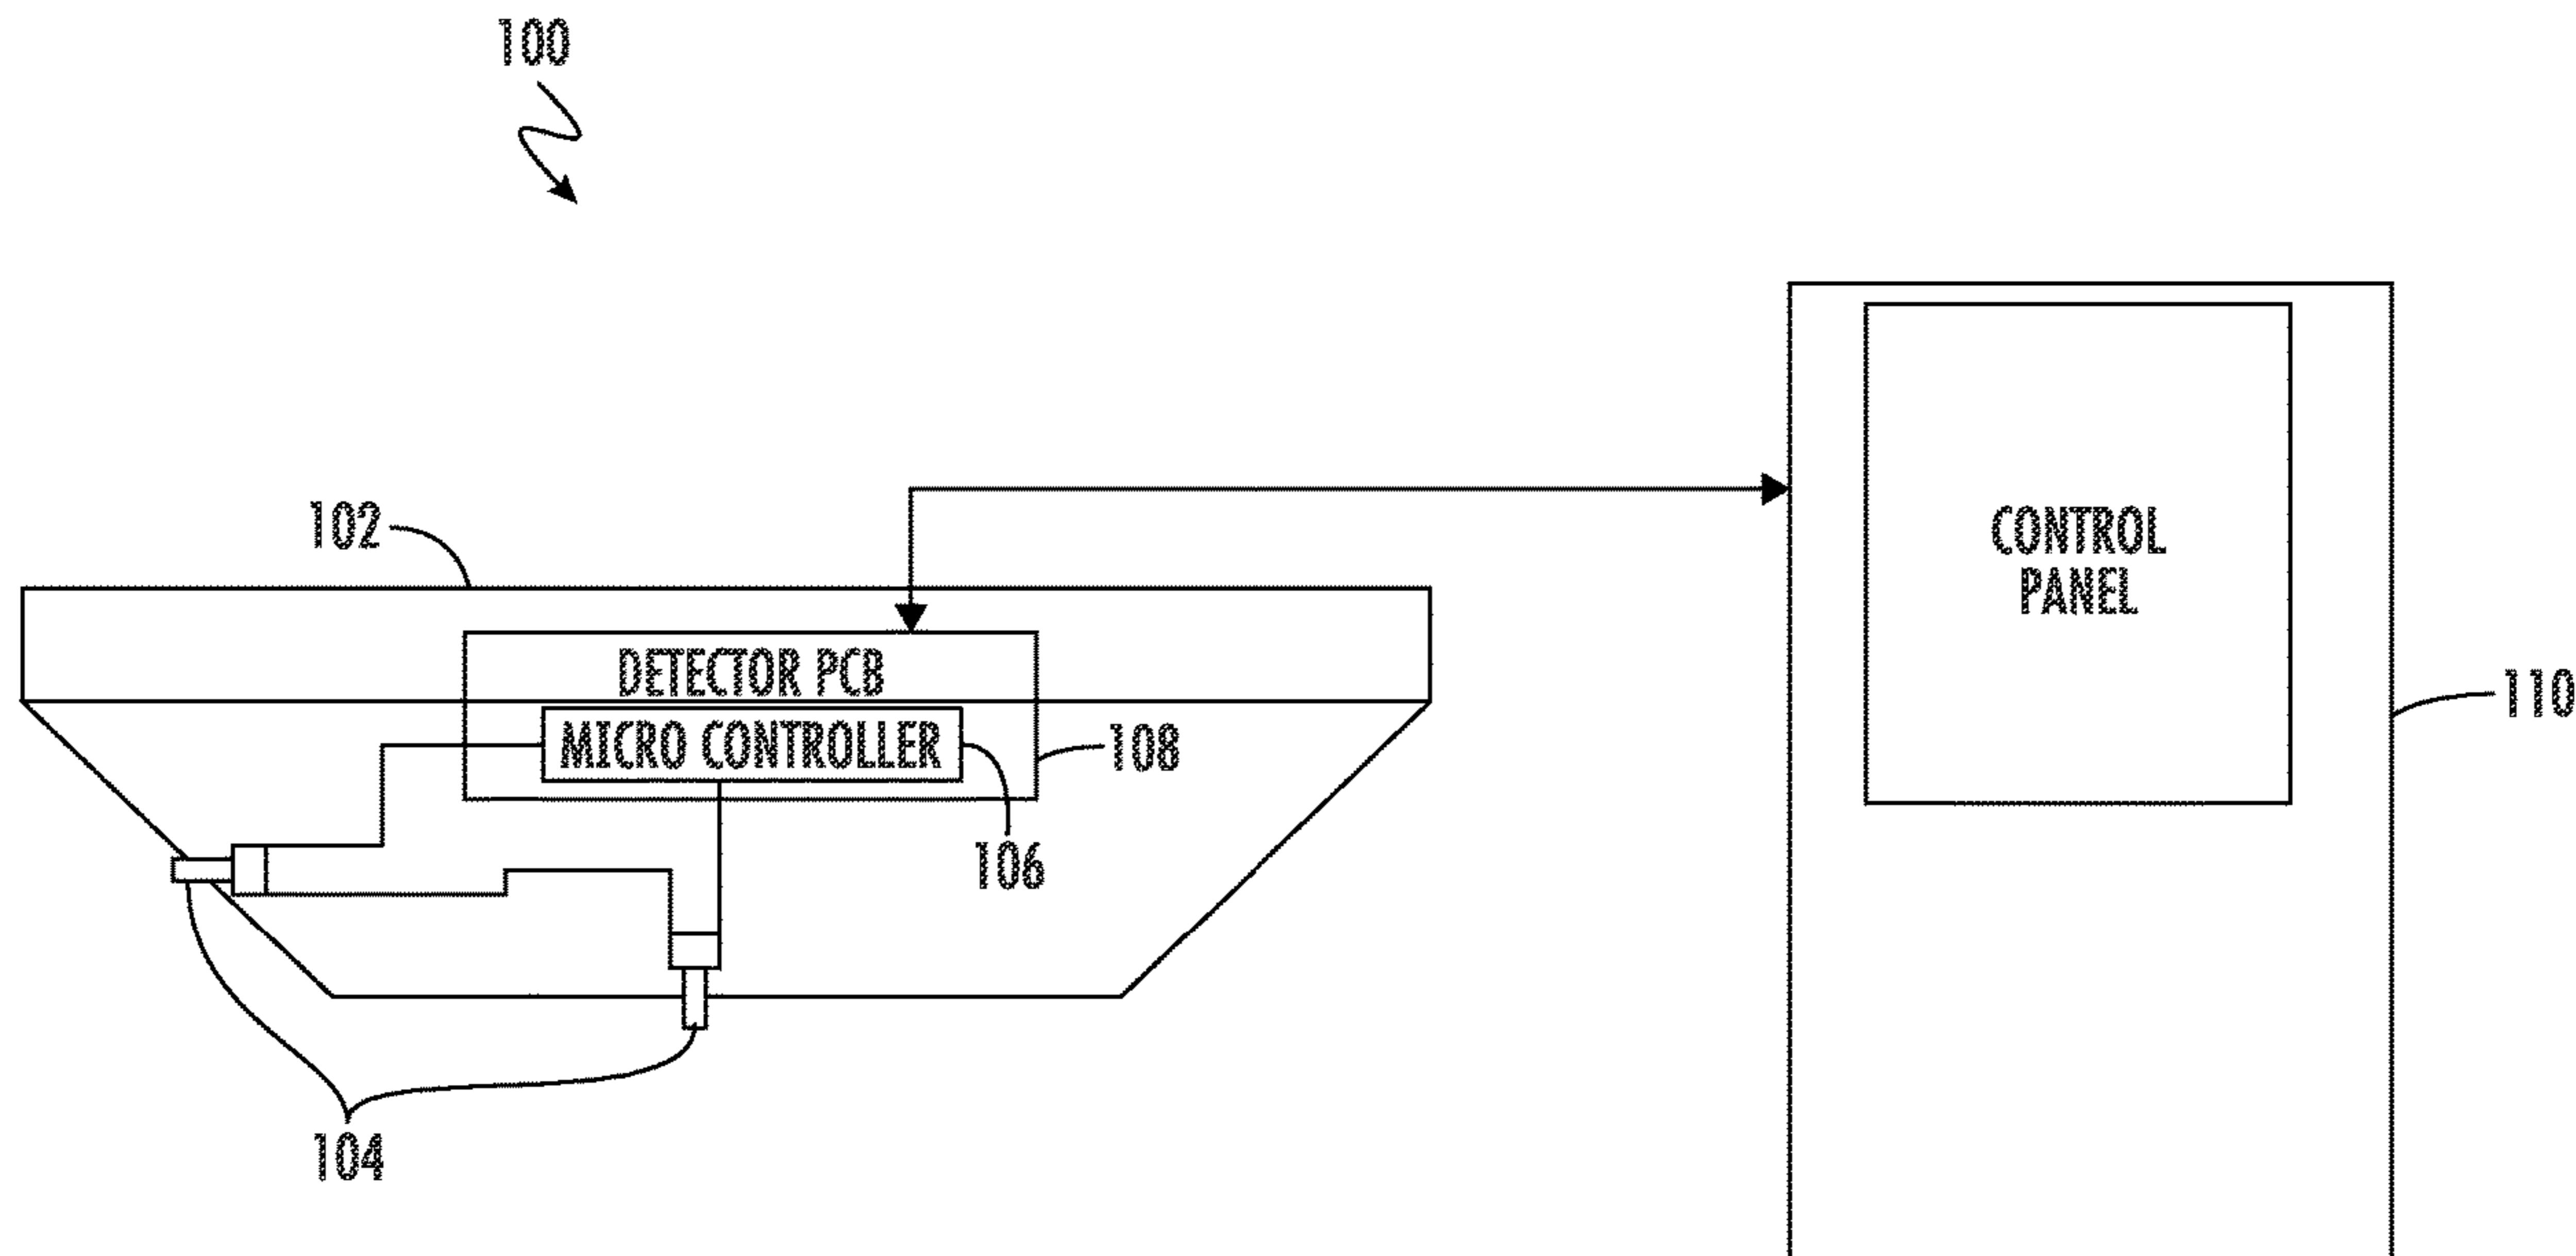 100
102
CONTROL
PANEL
DETECTOR PCB
110
MICRO CONTROLLER
108
106
104